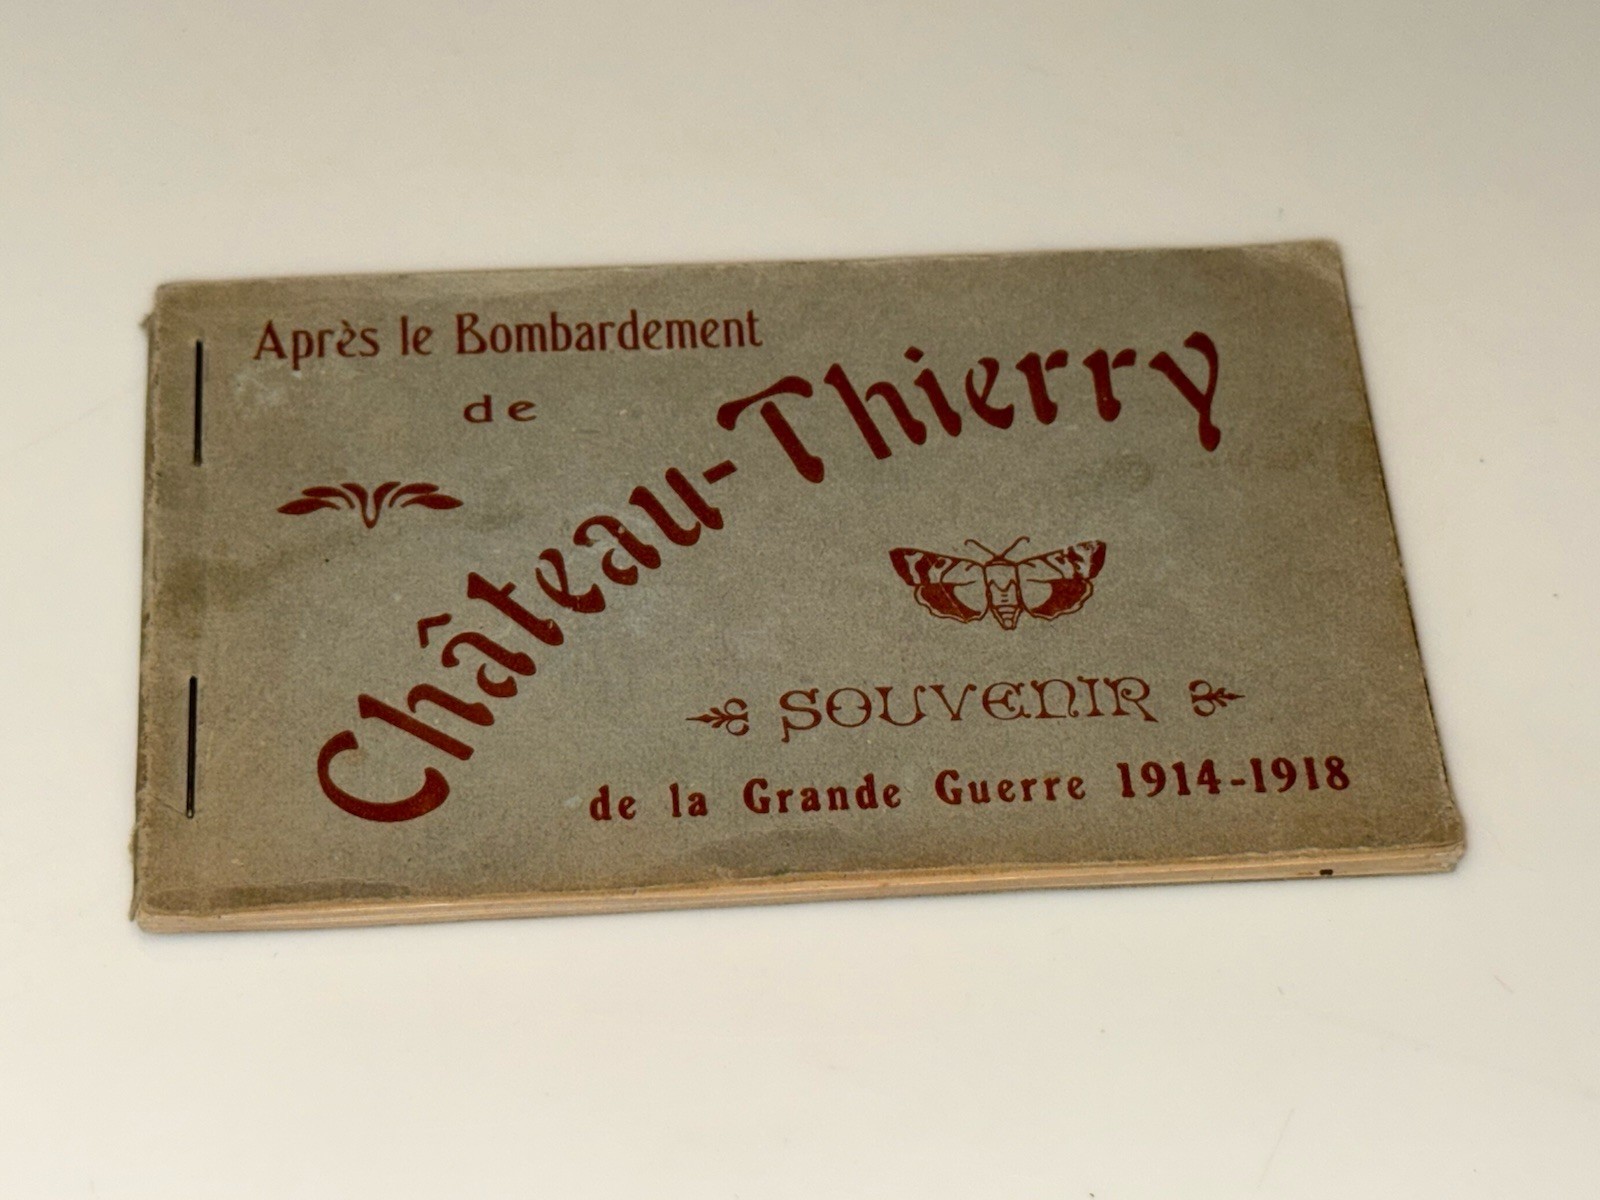 Après le Bombardement
de
Château-Thierry
SOUVENIR
de la Grande Guerre 1914-1918